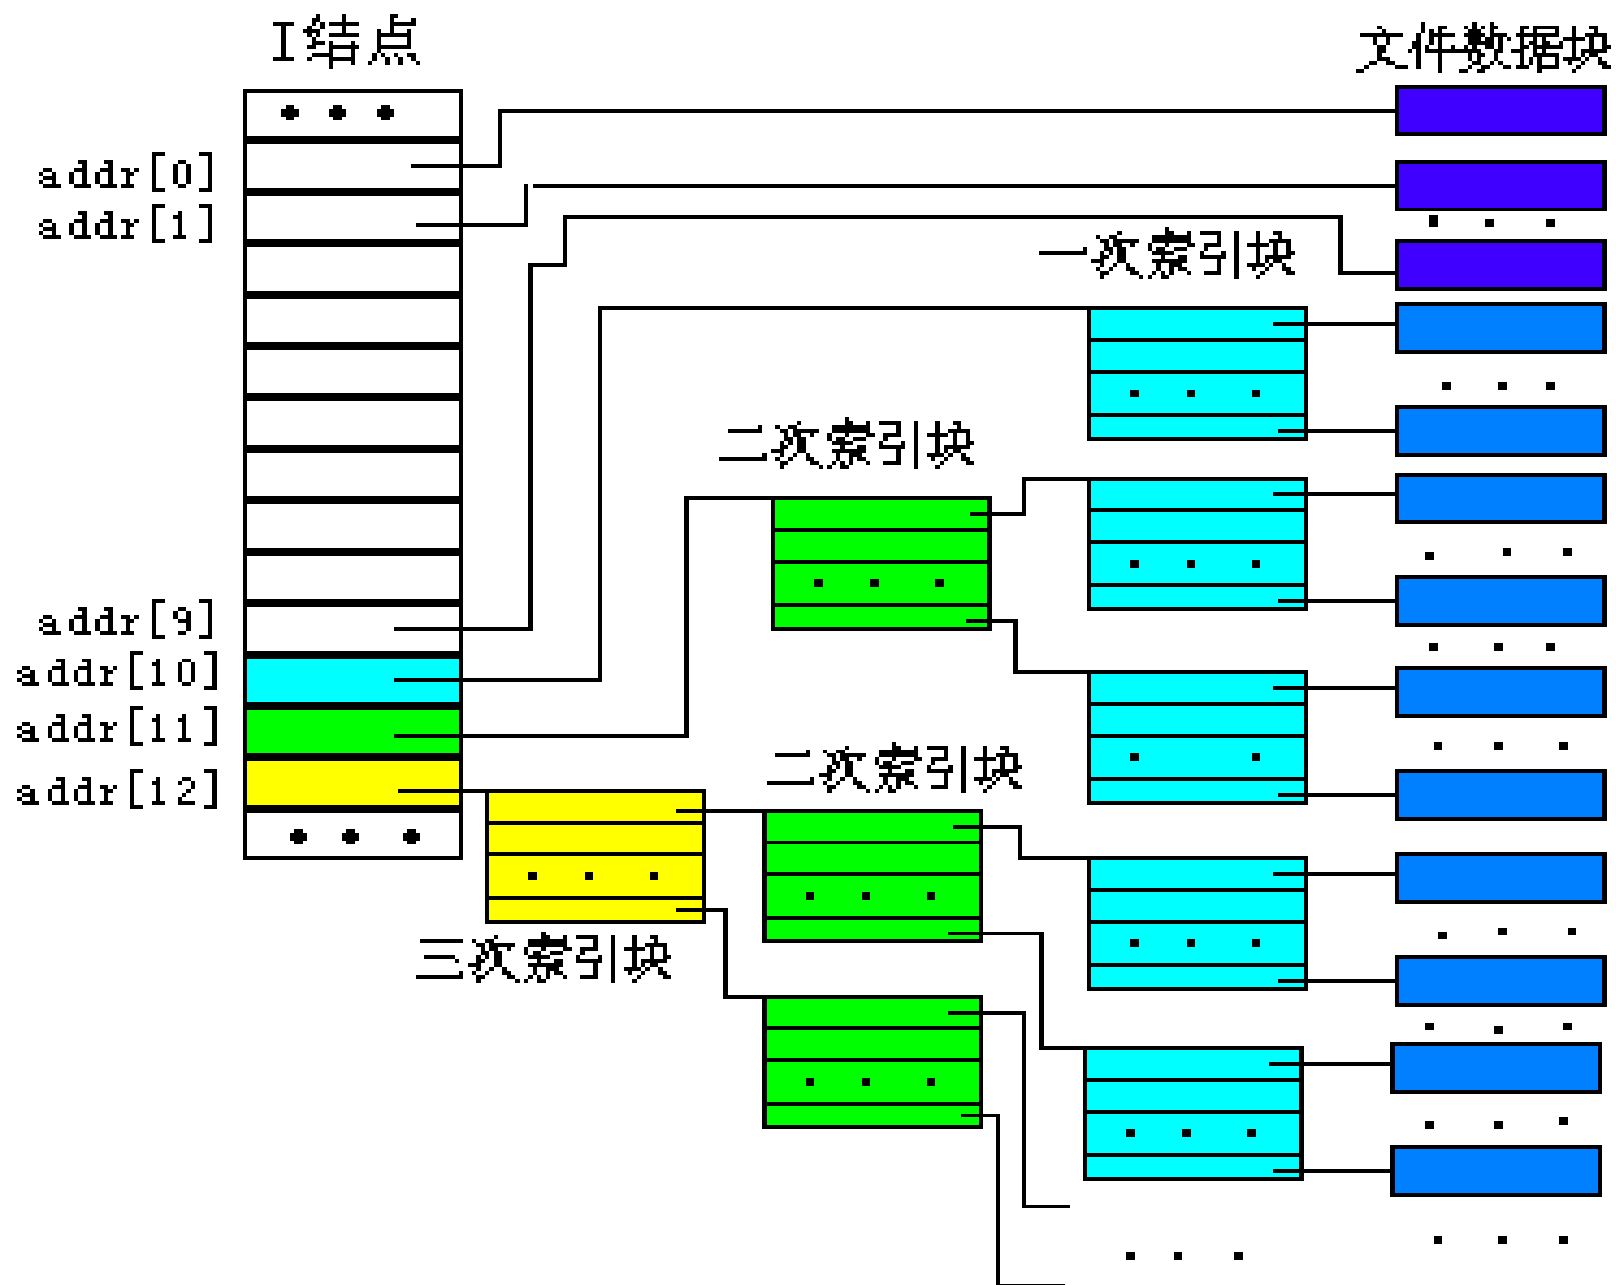 I结点
文件数据块
addr[0]
addr[1]
一次索引块
二次索引块
addr[9]
addr[10]
addr[11]
二次索引块
addr[12]
三次索引块